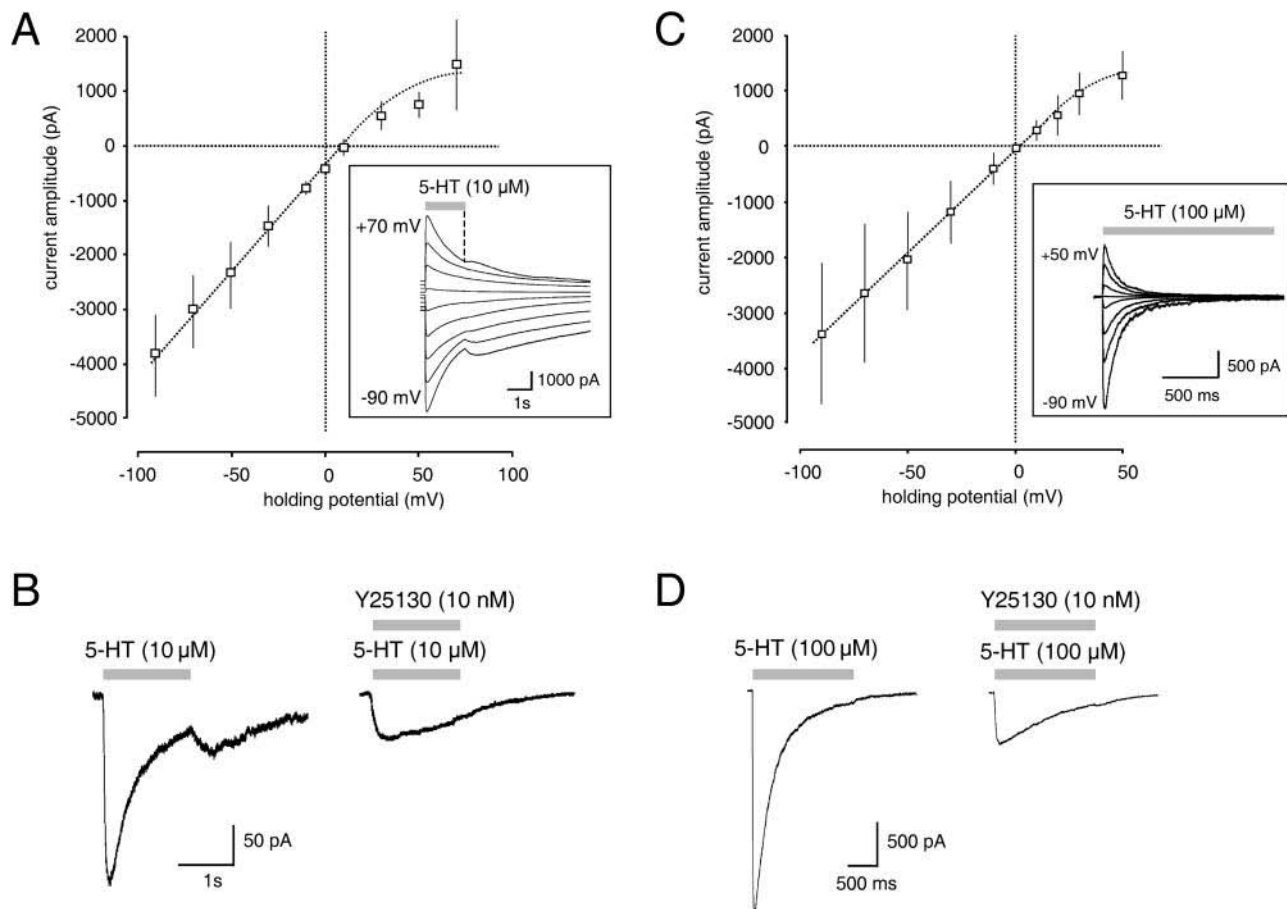 A
2000
1000
0
-1000
-2000
-3000
-4000
-5000
current amplitude (pA)
-100 -50 0 50 100
holding potential (mV)
5-HT (10 µM)
+70 mV
-90 mV
1000 pA
1s
C
2000
1000
0
-1000
-2000
-3000
-4000
-5000
current amplitude (pA)
-100 -50 0 50
holding potential (mV)
5-HT (100 µM)
+50 mV
-90 mV
500 pA
500 ms
B
5-HT (10 µM)
Y25130 (10 nM)
5-HT (10 µM)
50 pA
1s
D
5-HT (100 µM)
Y25130 (10 nM)
5-HT (100 µM)
500 pA
500 ms